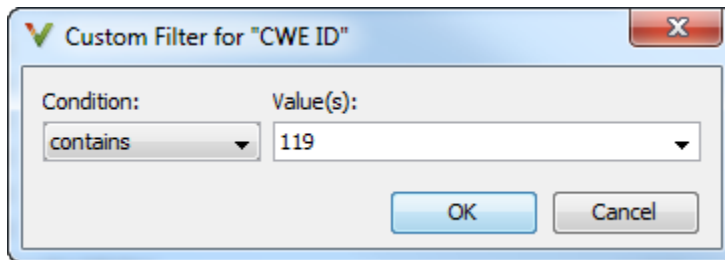 Custom Filter for "CWE ID"
Condition: Value(s):
contains 119
OK Cancel